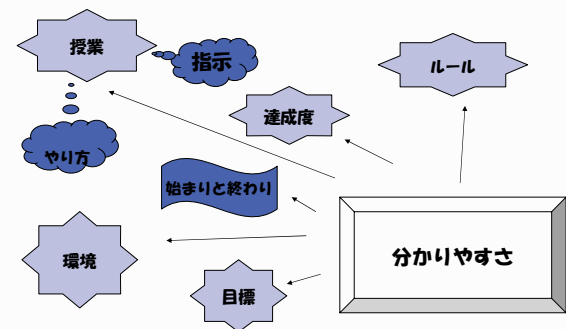 授業
指示
ルール
達成度
やり方
始まりと終わり
分かりやすさ
環境
目標